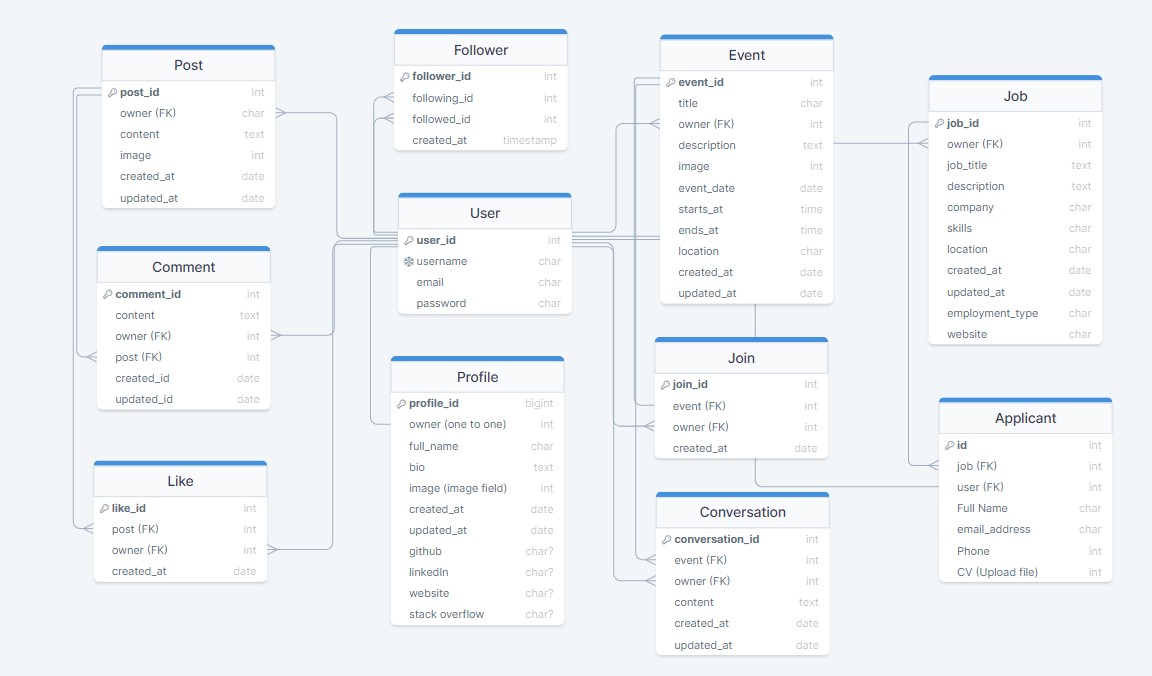 Post
post_id int
owner (FK) char
content text
image int
created_at date
updated_at date
Comment
comment_id int
content text
owner (FK) int
post (FK) int
created_id date
updated_id date
Like
like_id int
post (FK) int
owner (FK) int
created_at date
Follower
follower_id int
following_id int
followed_id int
created_at timestamp
User
user_id int
username char
email char
password char
Profile
profile_id bigint
owner (one to one) int
full_name char
bio text
image (image field) int
created_at date
updated_at date
github char?
linkedIn char?
website char?
stack overflow char?
Event
event_id int
title char
owner (FK) int
description text
image int
event_date date
starts_at time
ends_at time
location char
created_at date
updated_at date
Join
join_id int
event (FK) int
owner (FK) int
created_at date
Conversation
conversation_id int
event (FK) int
owner (FK) int
content text
created_at date
updated_at date
Job
job_id int
owner (FK) int
job_title text
description text
company char
skills char
location char
created_at date
updated_at date
employment_type char
website char
Applicant
id int
job (FK) int
user (FK) int
Full Name char
email_address char
Phone int
CV (Upload file) int